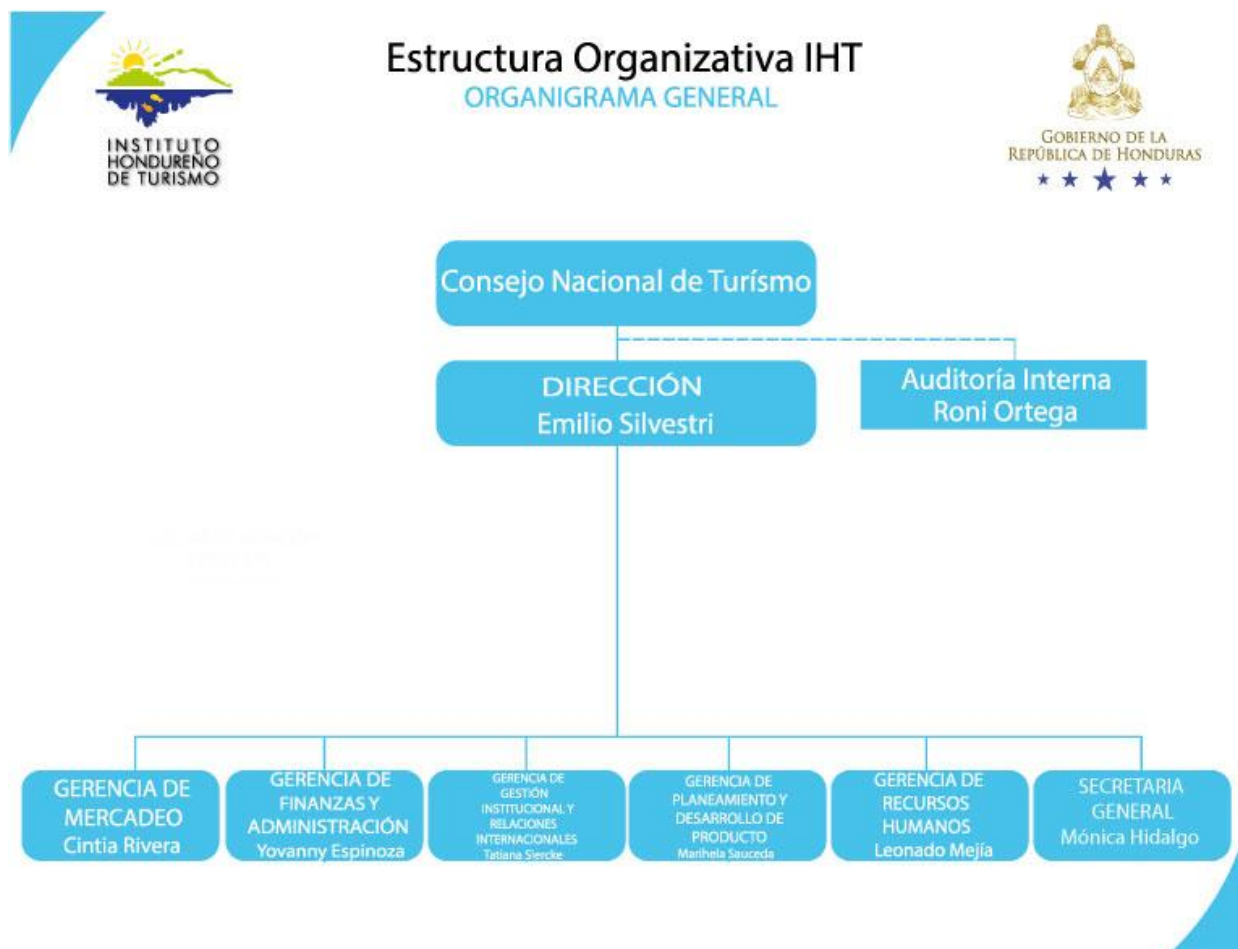 Estructura Organizativa IHT
ORGANIGRAMA GENERAL
INSTITUTO
HONDUREÑO
DE TURISMO
GOBIERNO DE LA
REPÚBLICA DE HONDURAS
Consejo Nacional de Turísmo
DIRECCIÓN
Emilio Silvestri
Auditoría Interna
Roni Ortega
GERENCIA DE
MERCADEO
Cintia Rivera
GERENCIA DE
FINANZAS Y
ADMINISTRACIÓN
Yovanny Espinoza
GERENCIA DE
GESTIÓN
INSTITUCIONAL Y
RELACIONES
INTERNACIONALES
Tatiana Siercke
GERENCIA DE
PLANEAMIENTO Y
DESARROLLO DE
PRODUCTO
Marihela Sauceda
GERENCIA DE
RECURSOS
HUMANOS
Leonado Mejía
SECRETARIA
GENERAL
Mónica Hidalgo